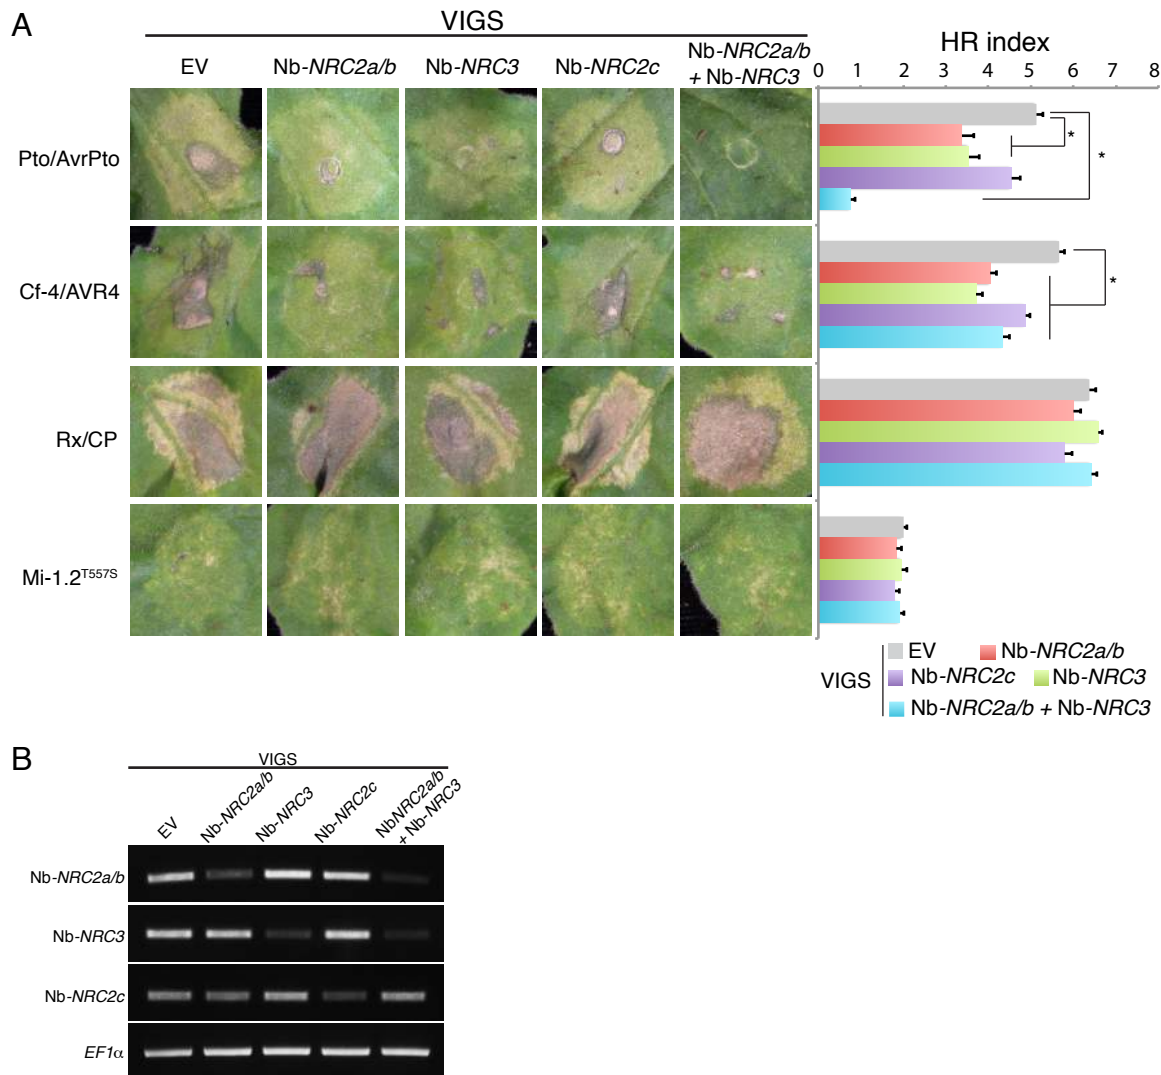 A
VIGS
EV
Nb-NRC2a/b
Nb-NRC3
Nb-NRC2c
Nb-NRC2a/b
+ Nb-NRC3
HR index
0 1 2 3 4 5 6 7 8
Pto/AvrPto
*
*
Cf-4/AVR4
*
Rx/CP
Mi-1.2T557S
VIGS
EV
Nb-NRC2a/b
Nb-NRC2c
Nb-NRC3
Nb-NRC2a/b + Nb-NRC3
B
VIGS
EV
Nb-NRC2a/b
Nb-NRC3
Nb-NRC2c
NbNRC2a/b
+ Nb-NRC3
Nb-NRC2a/b
Nb-NRC3
Nb-NRC2c
EF1α